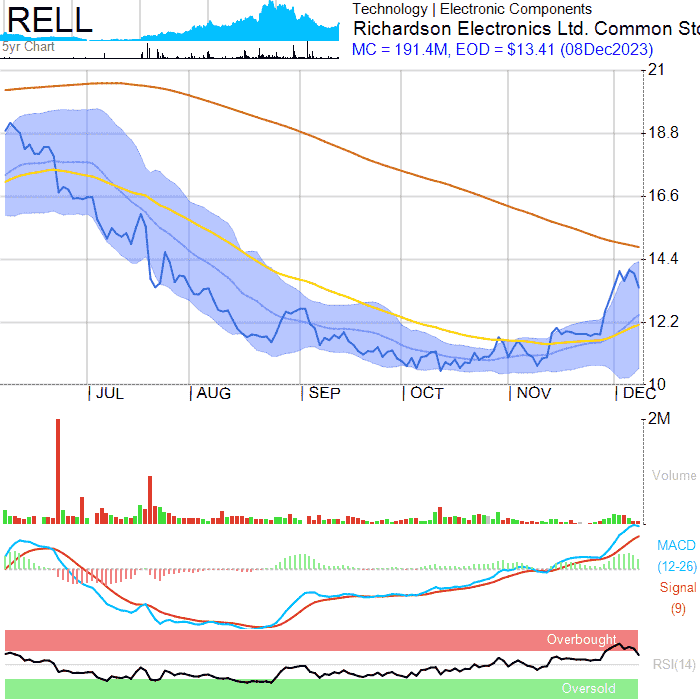 RELL
5yr Chart
Technology | Electronic Components
Richardson Electronics Ltd. Common Sto
MC = 191.4M, EOD = $13.41 (08Dec2023)
21
18.8
16.6
14.4
12.2
10
JUL AUG SEP OCT NOV DEC
2M
Volume
MACD
(12-26)
Signal
(9)
Overbought
RSI(14)
Oversold